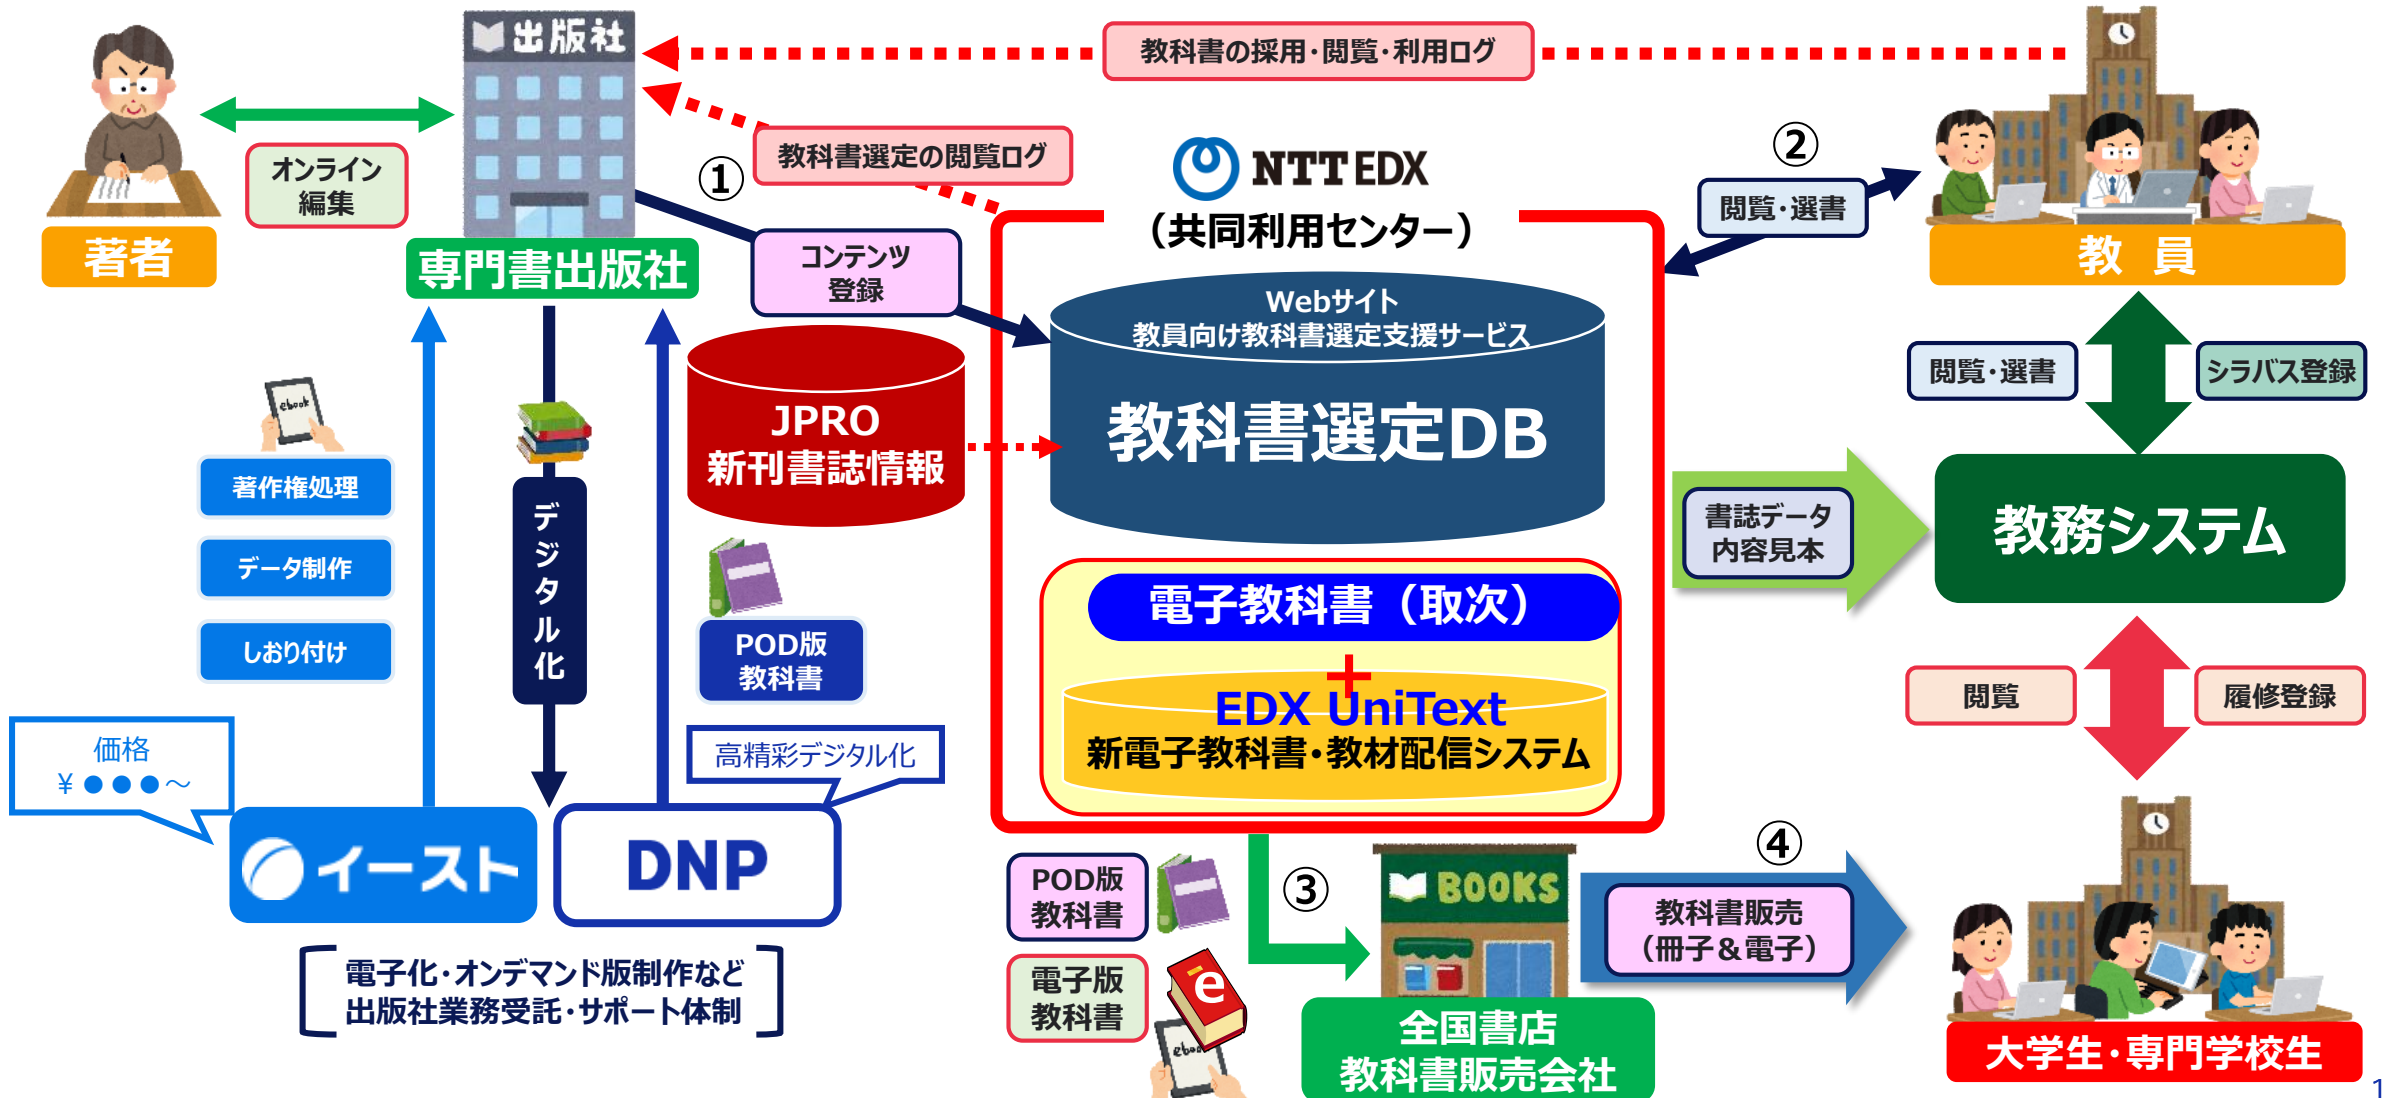 出版社
教科書の採用・閲覧・利用ログ
教科書選定の閲覧ログ
①
②
NTT EDX
（共同利用センター）
オンライン
編集
著者
専門書出版社
コンテンツ
登録
閲覧・選書
教 員
Webサイト
教員向け教科書選定支援サービス
教科書選定DB
JPRO
新刊書誌情報
閲覧・選書
シラバス登録
ebook
著作権処理
データ制作
しおり付け
デジタル化
POD版
教科書
書誌データ
内容見本
教務システム
電子教科書（取次）
+
EDX UniText
新電子教科書・教材配信システム
閲覧
履修登録
価格
¥ ●●●～
高精彩デジタル化
イースト
DNP
電子化・オンデマンド版制作など
出版社業務受託・サポート体制
POD版
教科書
電子版
教科書
e
ebook
③
BOOKS
全国書店
教科書販売会社
④
教科書販売
（冊子＆電子）
大学生・専門学校生
1